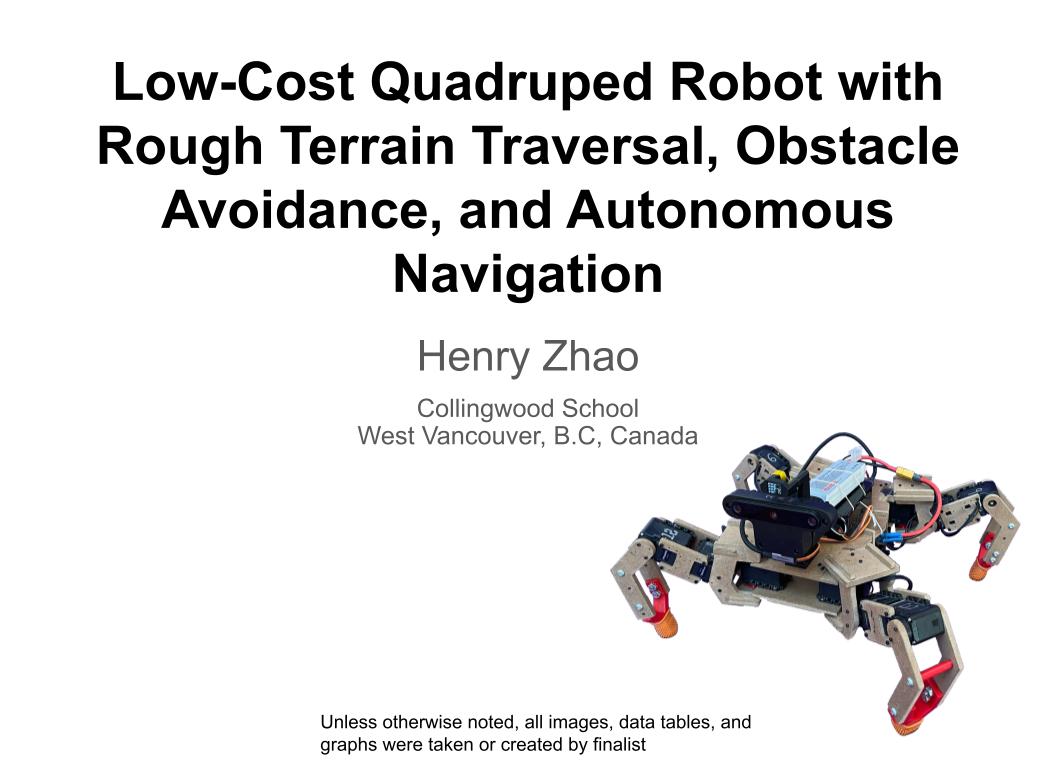 Low-Cost Quadruped Robot with
Rough Terrain Traversal, Obstacle
Avoidance, and Autonomous
Navigation
Henry Zhao
Collingwood School
West Vancouver, B.C, Canada
Unless otherwise noted, all images, data tables, and
graphs were taken or created by finalist